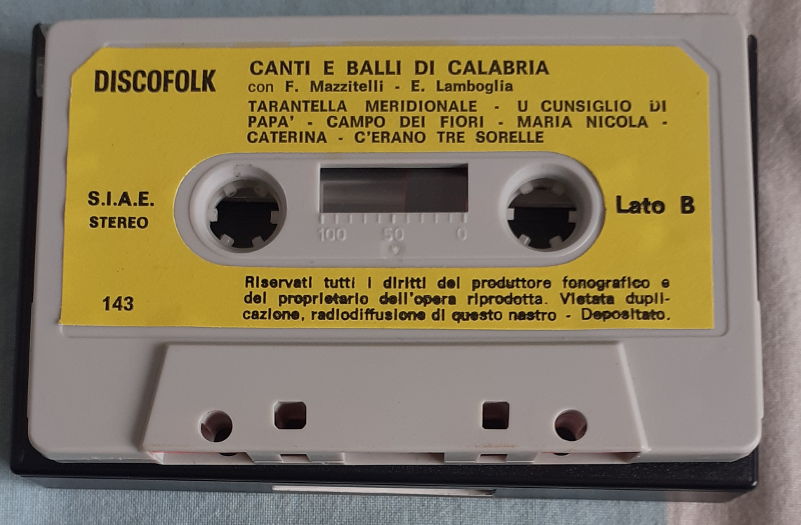 DISCOFOLK
CANTI E BALLI DI CALABRIA
con F. Mazzitelli - E. Lamboglia
TARANTELLA MERIDIONALE - U CUNSIGLIO DI
PAPA' - CAMPO DEI FIORI - MARIA NICOLA -
CATERINA - C'ERANO TRE SORELLE
S.I.A.E.
STEREO
Lato B
100 50 0
143
Riservati tutti i diritti del produttore fonografico e
del proprietario dell'opera riprodotta. Vietata dupli-
cazione, radiodiffusione di questo nastro - Depositato.